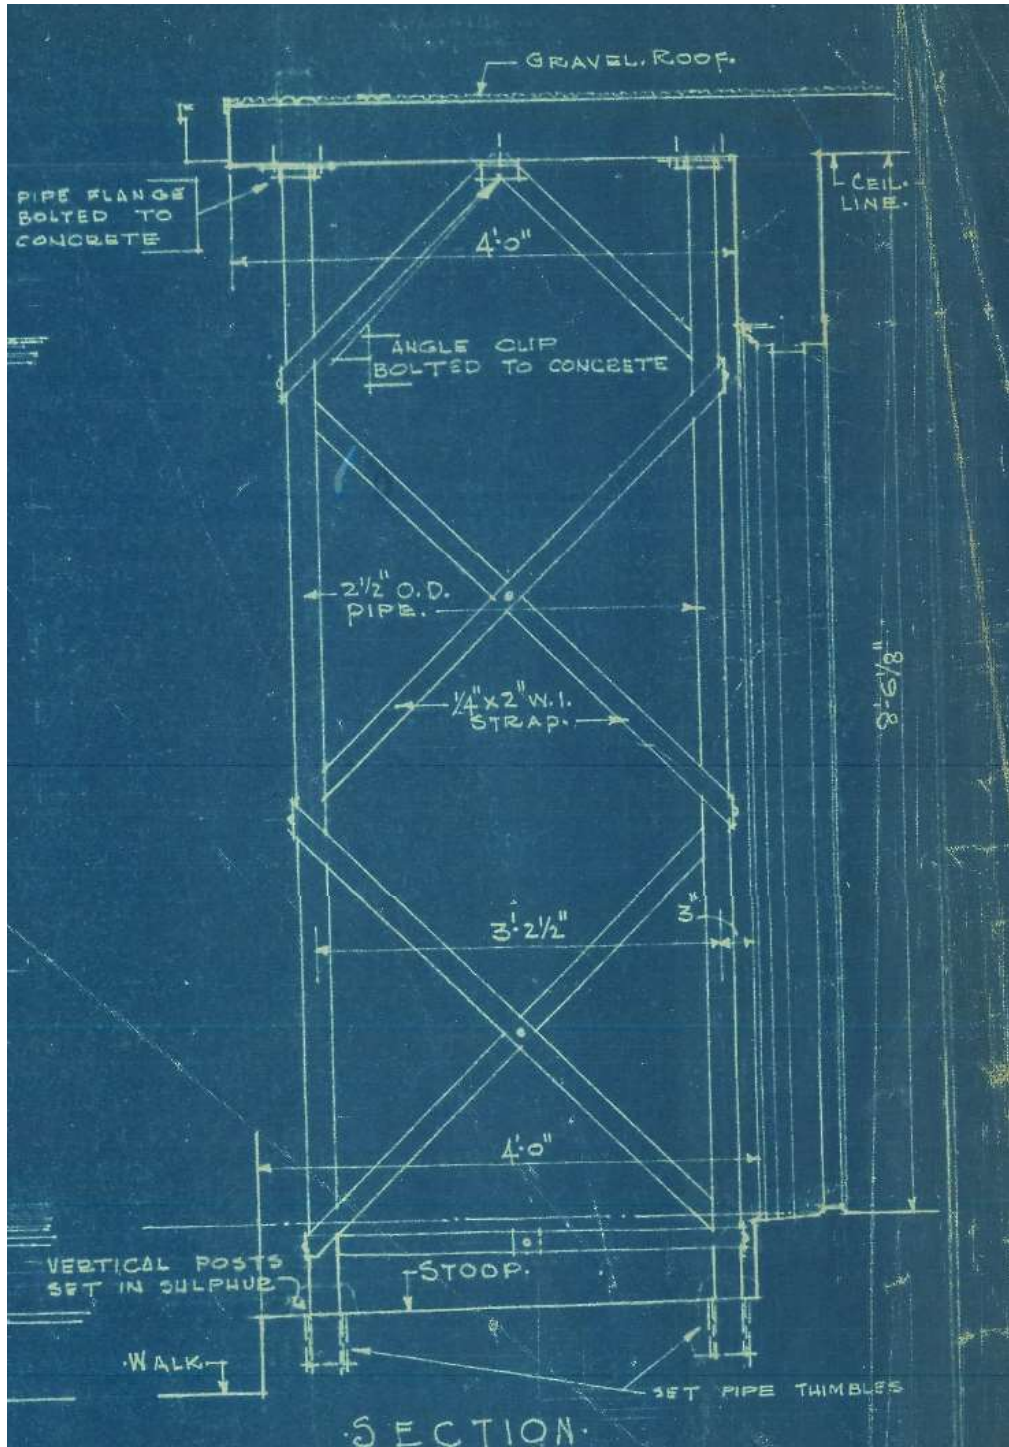 GRAVEL. ROOF.
PIPE FLANGE
BOLTED TO
CONCRETE
CEIL.
LINE.
4'-0"
ANGLE CLIP
BOLTED TO CONCRETE
2½" O.D.
PIPE.
¼" x 2" W.I.
STRAP.
8'-9⅛"
3'-2½"
3"
4'-0"
VERTICAL POSTS
SET IN SULPHUR
STOOP.
WALK
SET PIPE THIMBLES
·SECTION·